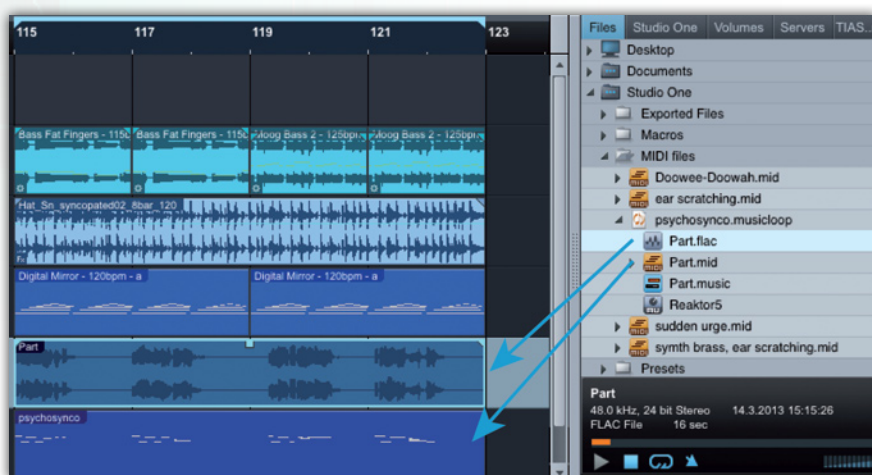 115 117 119 121 123
Bass Fat Fingers - 115b
Bass Fat Fingers - 115b
Moog Bass 2 - 125bpm
Moog Bass 2 - 125bpm
Hat_Sn_syncopated02_8bar_120
Digital Mirror - 120bpm - a
Digital Mirror - 120bpm - a
Part
psychosynco
Files Studio One Volumes Servers TIAS...
Desktop
Documents
Studio One
Exported Files
Macros
MIDI files
Doowee-Doowah.mid
ear scratching.mid
psychosynco.musicloop
Part.flac
Part.mid
Part.music
Reaktor5
sudden urge.mid
symth brass, ear scratching.mid
Presets
Part
48.0 kHz, 24 bit Stereo 14.3.2013 15:15:26
FLAC File 16 sec